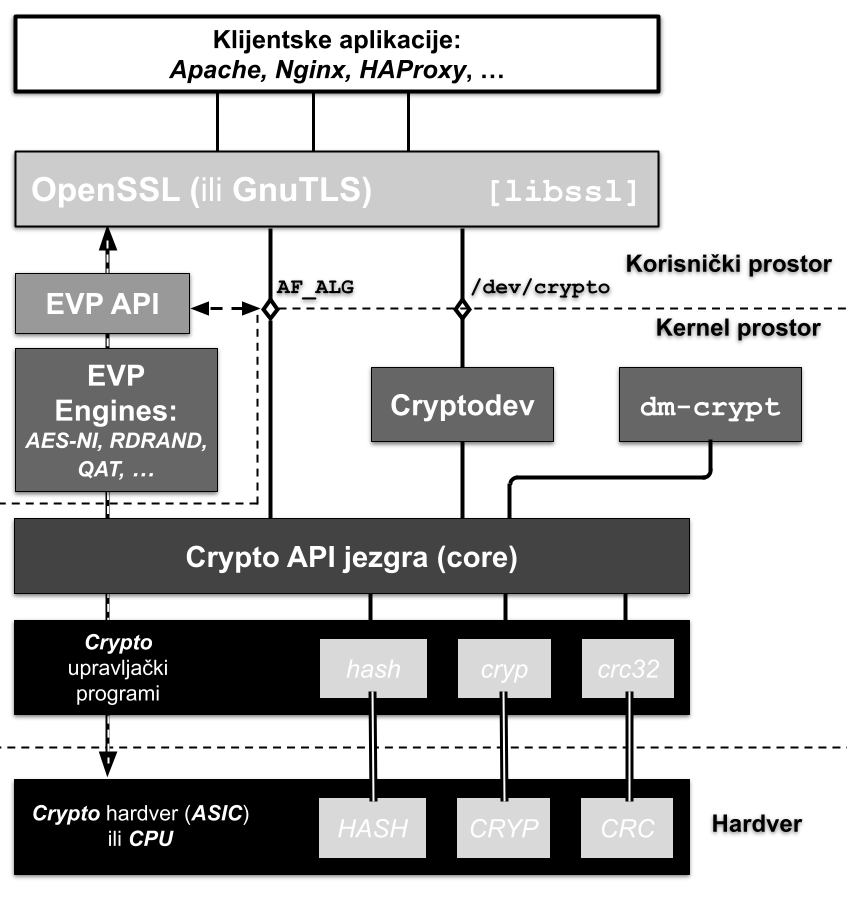 Klijentske aplikacije:
Apache, Nginx, HAProxy, …
OpenSSL (ili GnuTLS) [libssl]
Korisnički prostor
EVP API
AF_ALG
/dev/crypto
Kernel prostor
EVP
Engines:
AES-NI, RDRAND,
QAT, …
Cryptodev
dm-crypt
Crypto API jezgra (core)
Crypto
upravljački
programi
hash
cryp
crc32
Crypto hardver (ASIC)
ili CPU
HASH
CRYP
CRC
Hardver